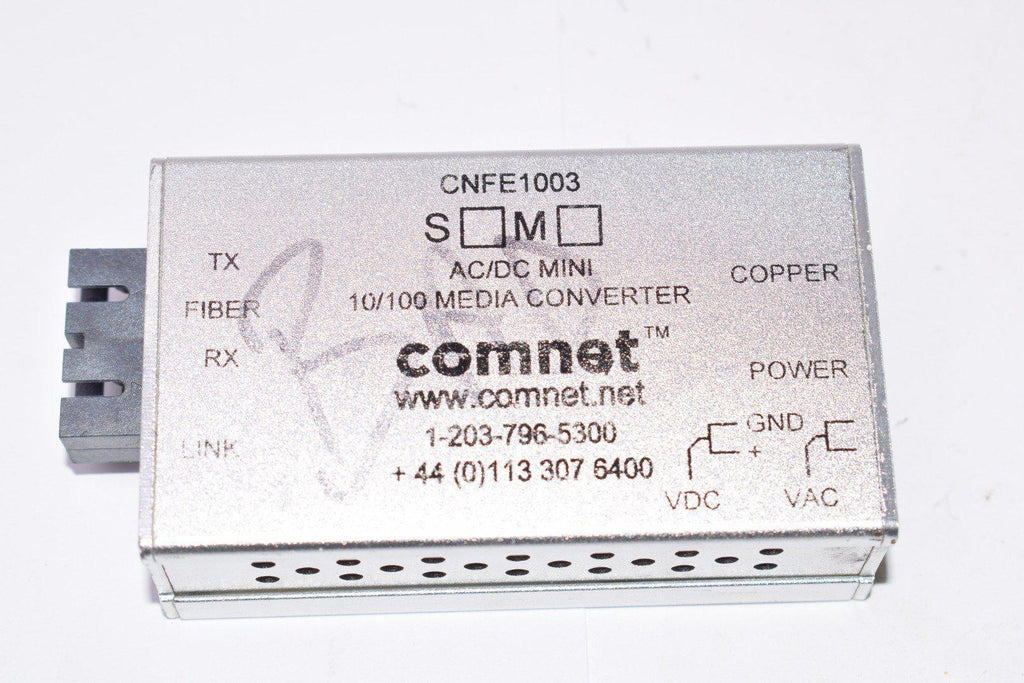 CNFE1003
S M
AC/DC MINI
10/100 MEDIA CONVERTER
comnet™
www.comnet.net
1-203-796-5300
+ 44 (0)113 307 6400
TX
FIBER
RX
LINK
COPPER
POWER
GND
+
VDC VAC
BAD